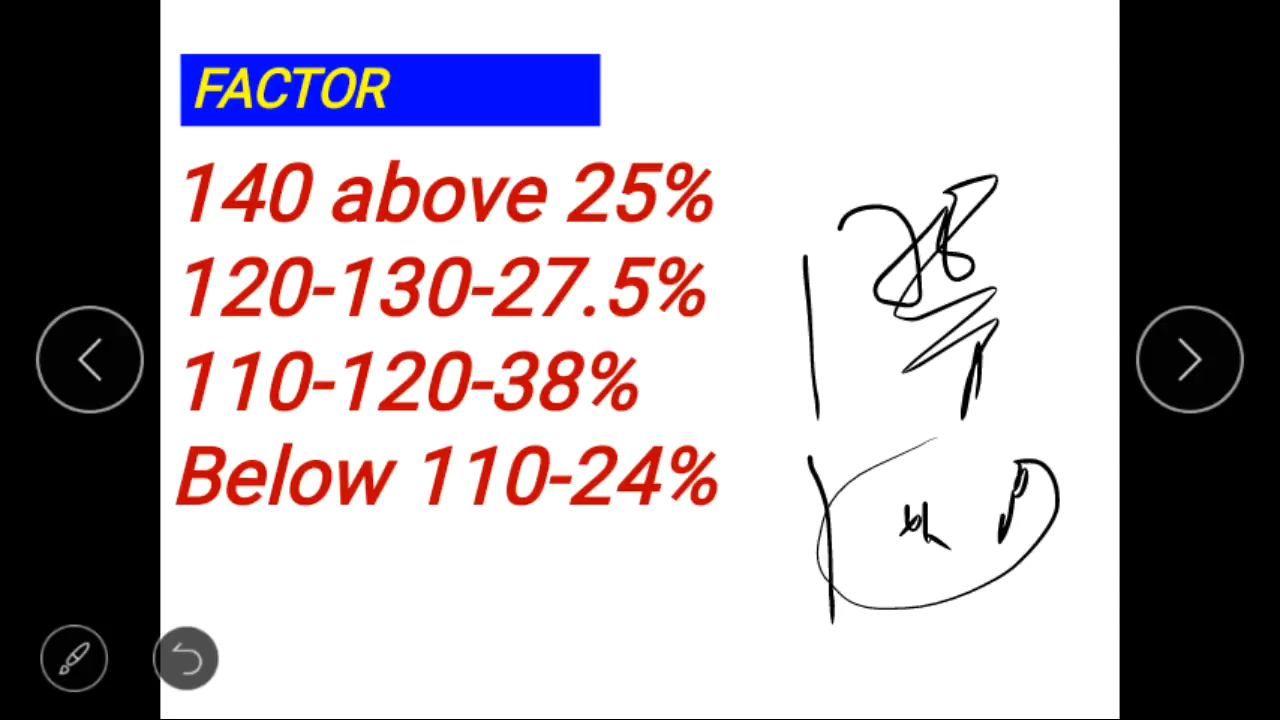 FACTOR
140 above 25%
120-130-27.5%
110-120-38%
Below 110-24%